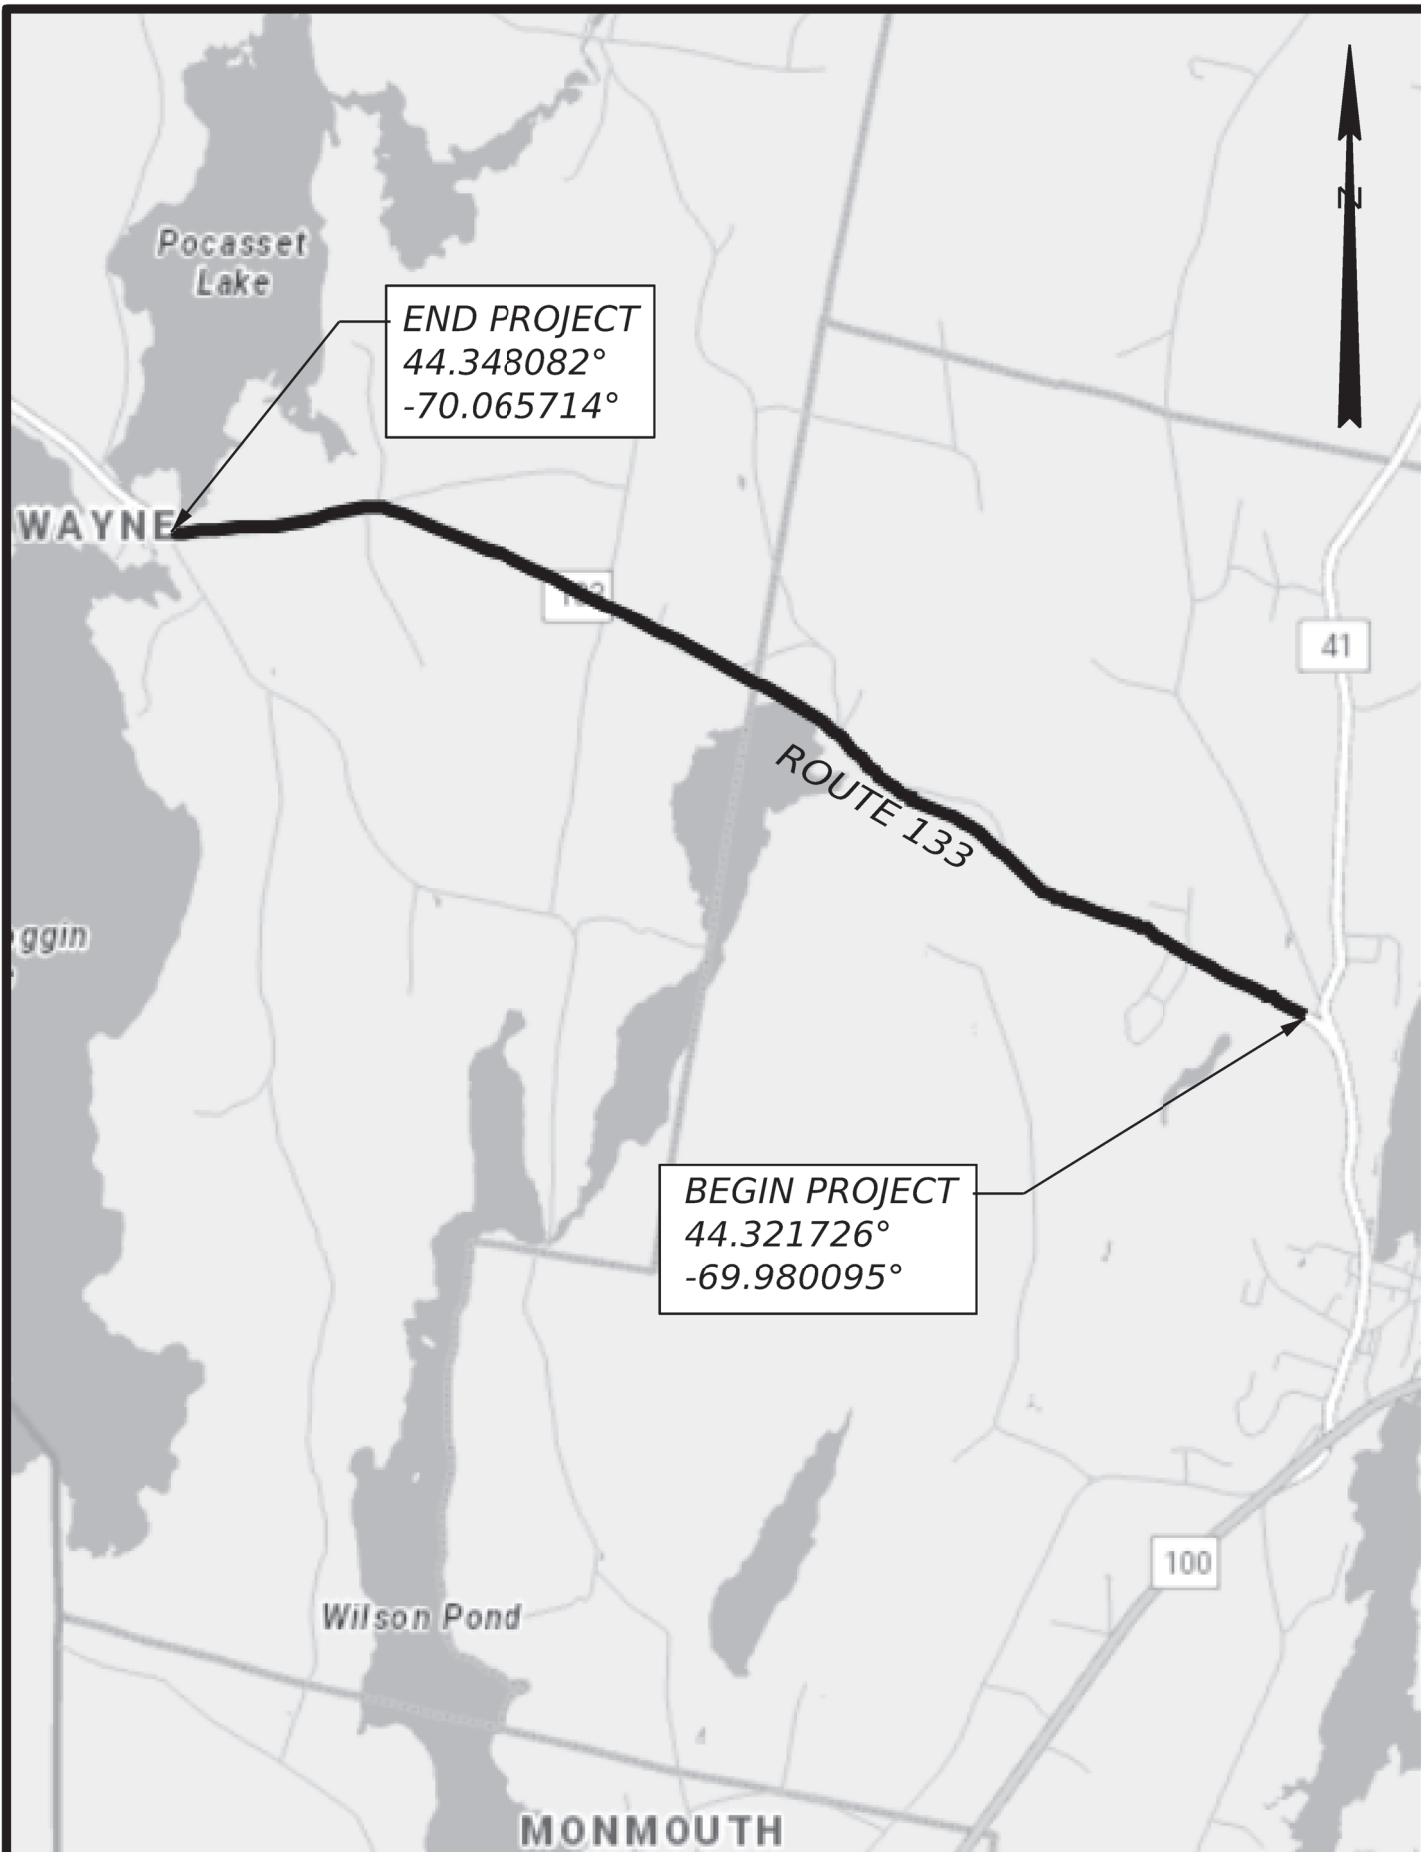 N
Pocasset
Lake
END PROJECT
44.348082°
-70.065714°
WAYNE
41
ROUTE 133
ggin
BEGIN PROJECT
44.321726°
-69.980095°
100
Wilson Pond
MONMOUTH